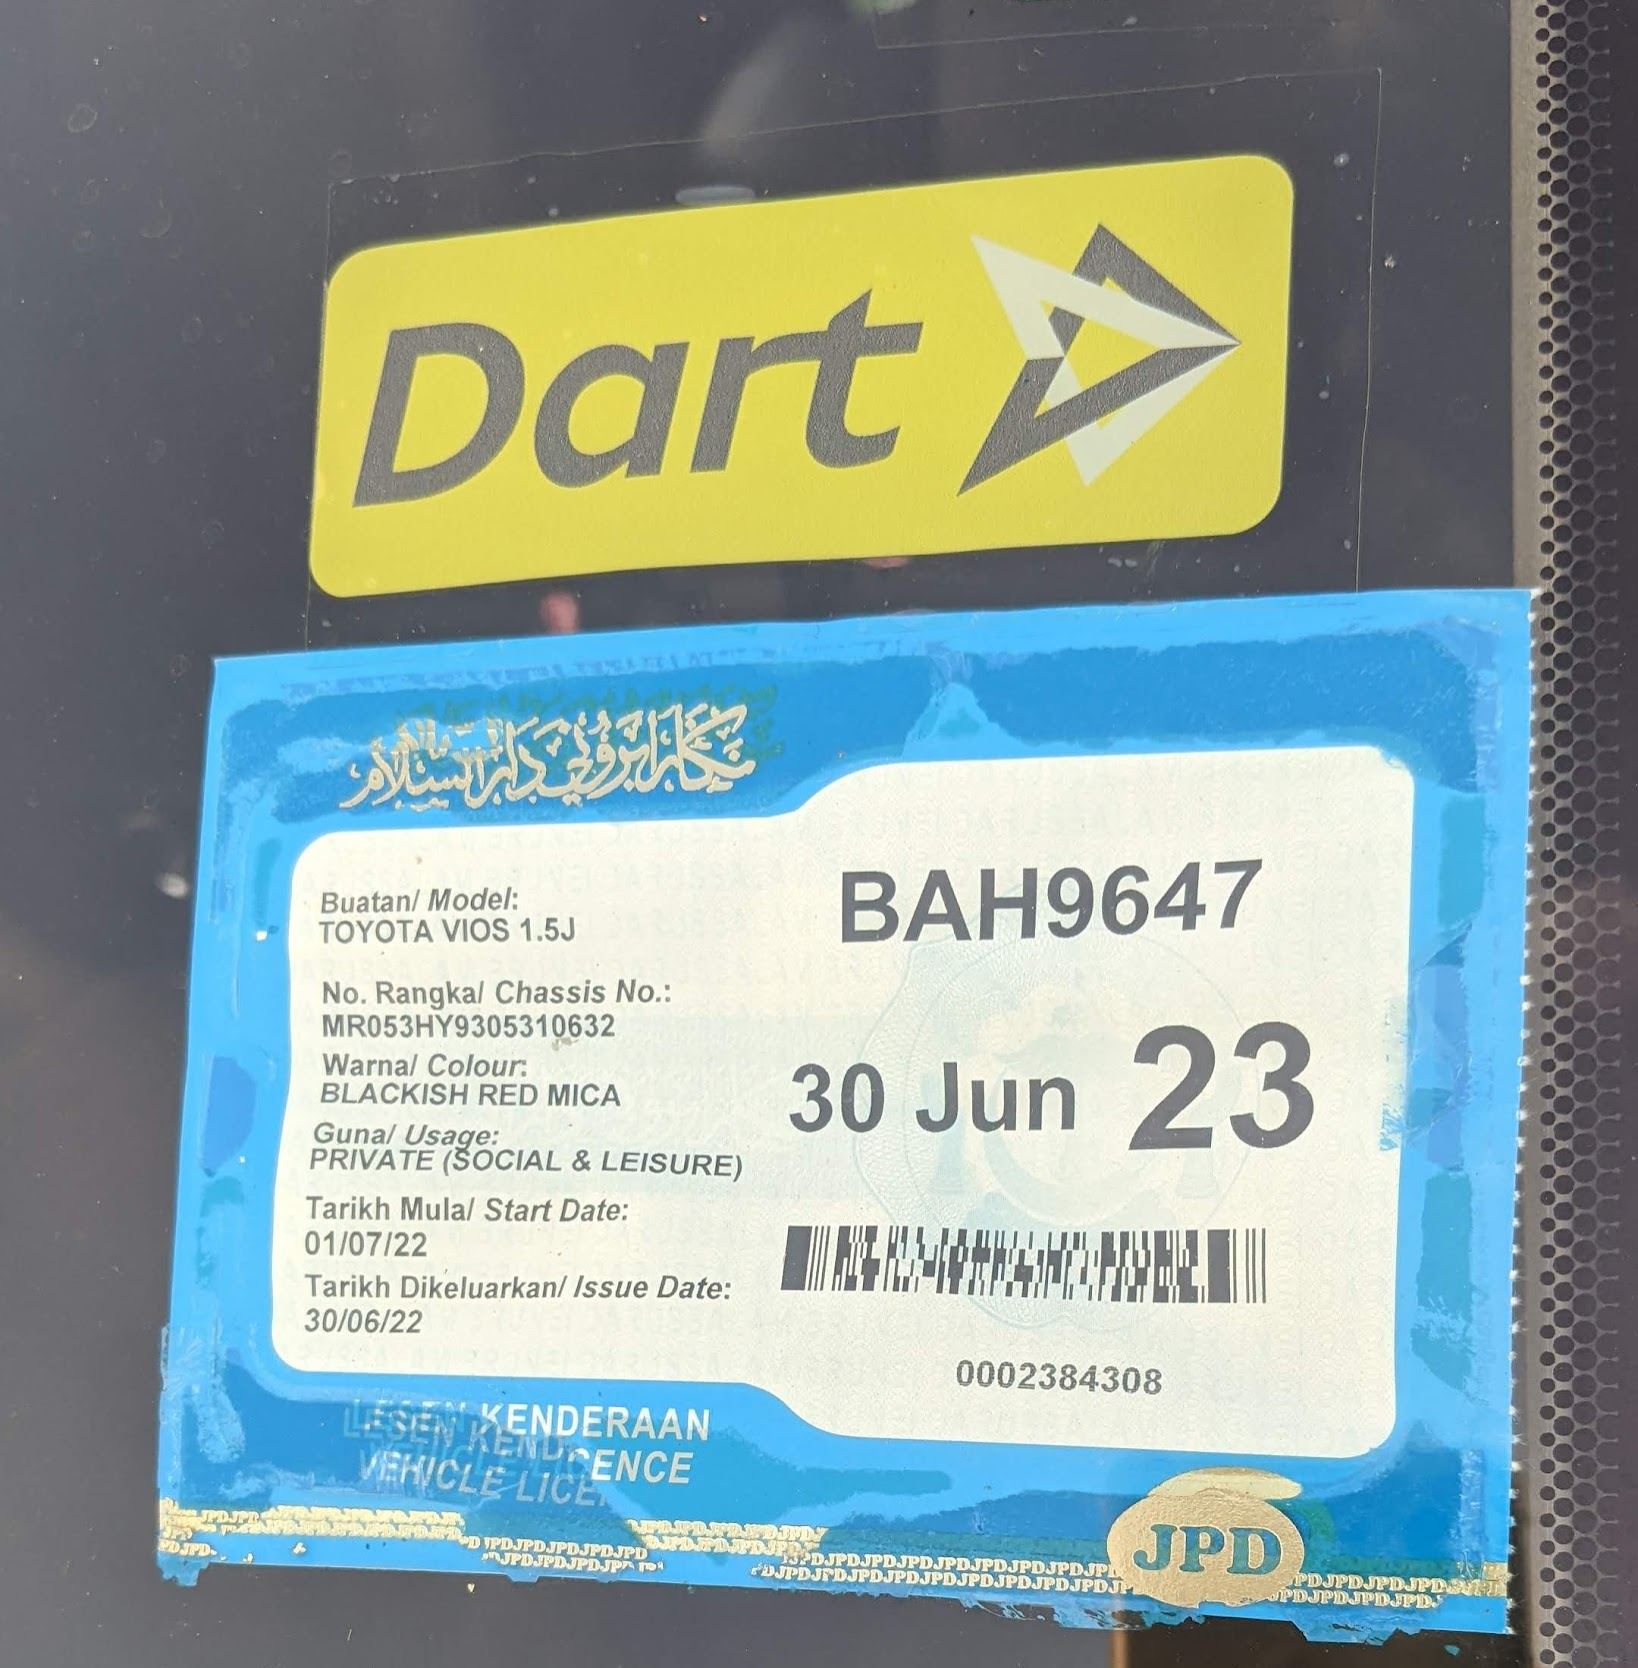 Dart
نݢارا بروني دارالسلام
Buatan/ Model:
TOYOTA VIOS 1.5J
BAH9647
No. Rangka/ Chassis No.:
MR053HY9305310632
Warna/ Colour:
BLACKISH RED MICA
30 Jun 23
Guna/ Usage:
PRIVATE (SOCIAL & LEISURE)
Tarikh Mula/ Start Date:
01/07/22
Tarikh Dikeluarkan/ Issue Date:
30/06/22
0002384308
LESEN KENDERAAN
VEHICLE LICENCE
JPD